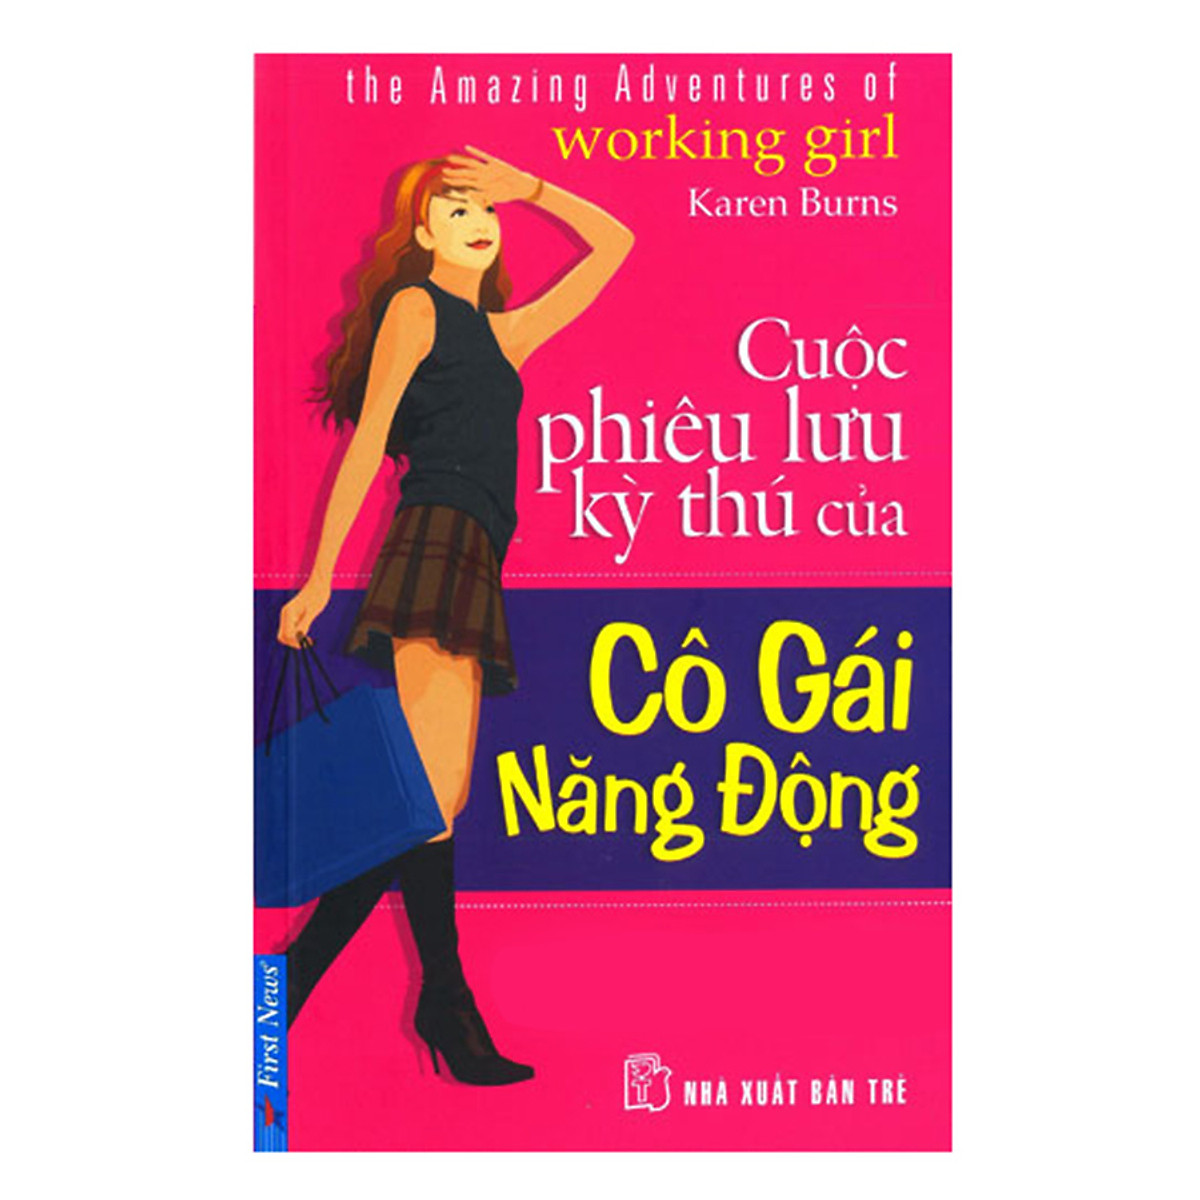 the Amazing Adventures of
working girl
Karen Burns
Cuộc
phiêu lưu
kỳ thú của
Cô Gái
Năng Động
First News®
NHÀ XUẤT BẢN TRẺ